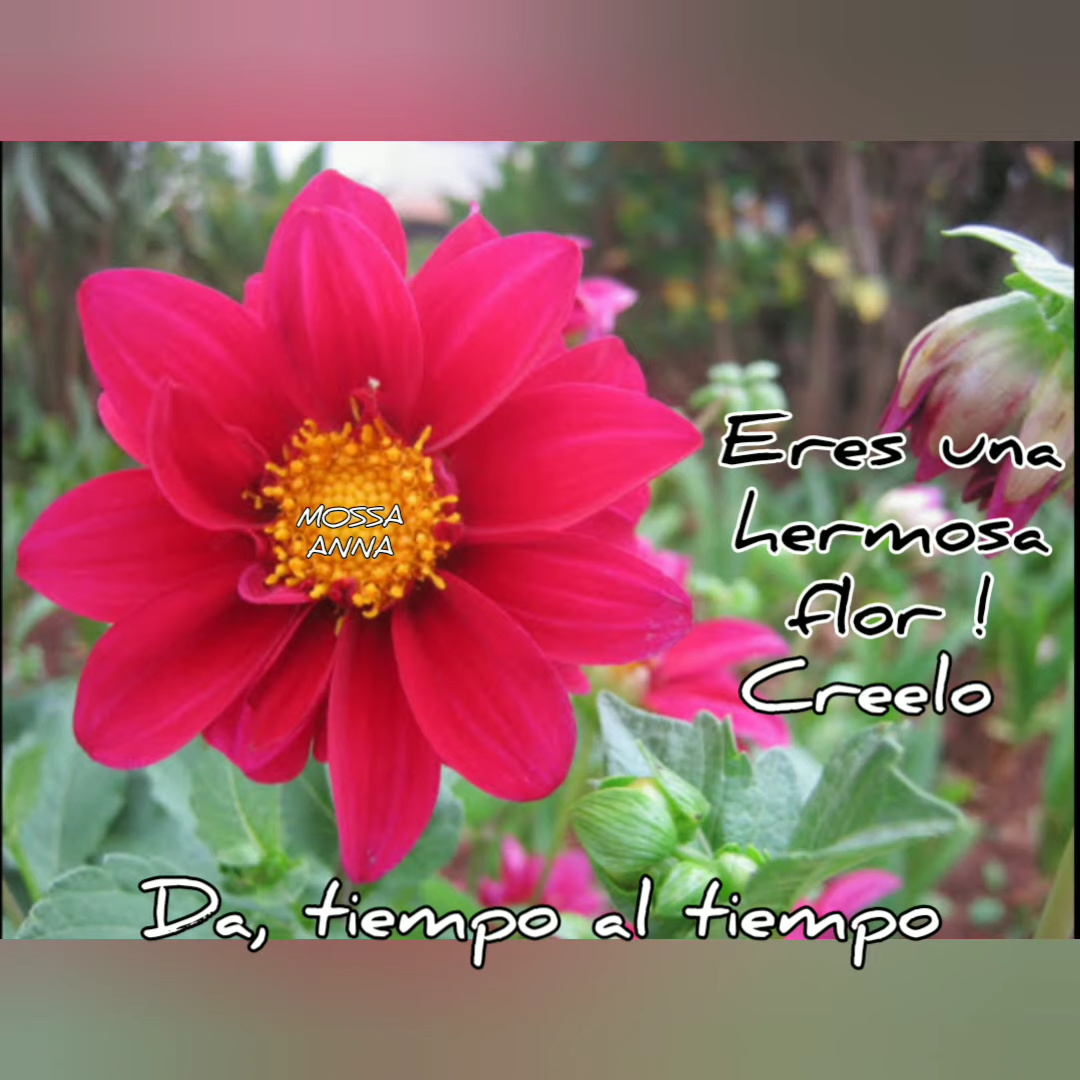 MOSSA
ANNA
Eres una
hermosa
flor !
Creelo
Da, tiempo al tiempo